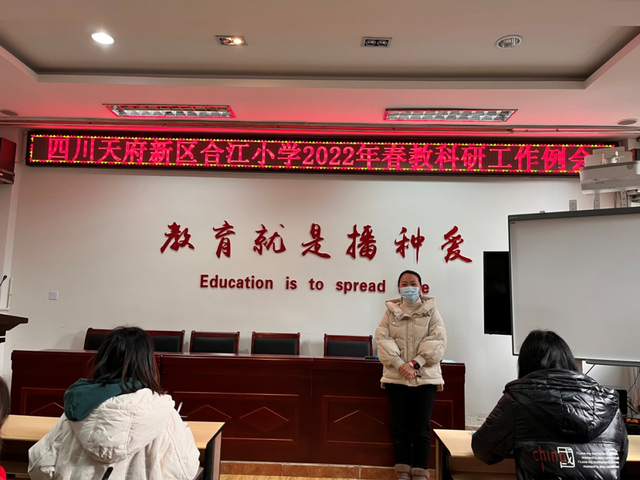 四川天府新区合江小学2022年春教科研工作例会
教育就是播种爱
Education is to spread